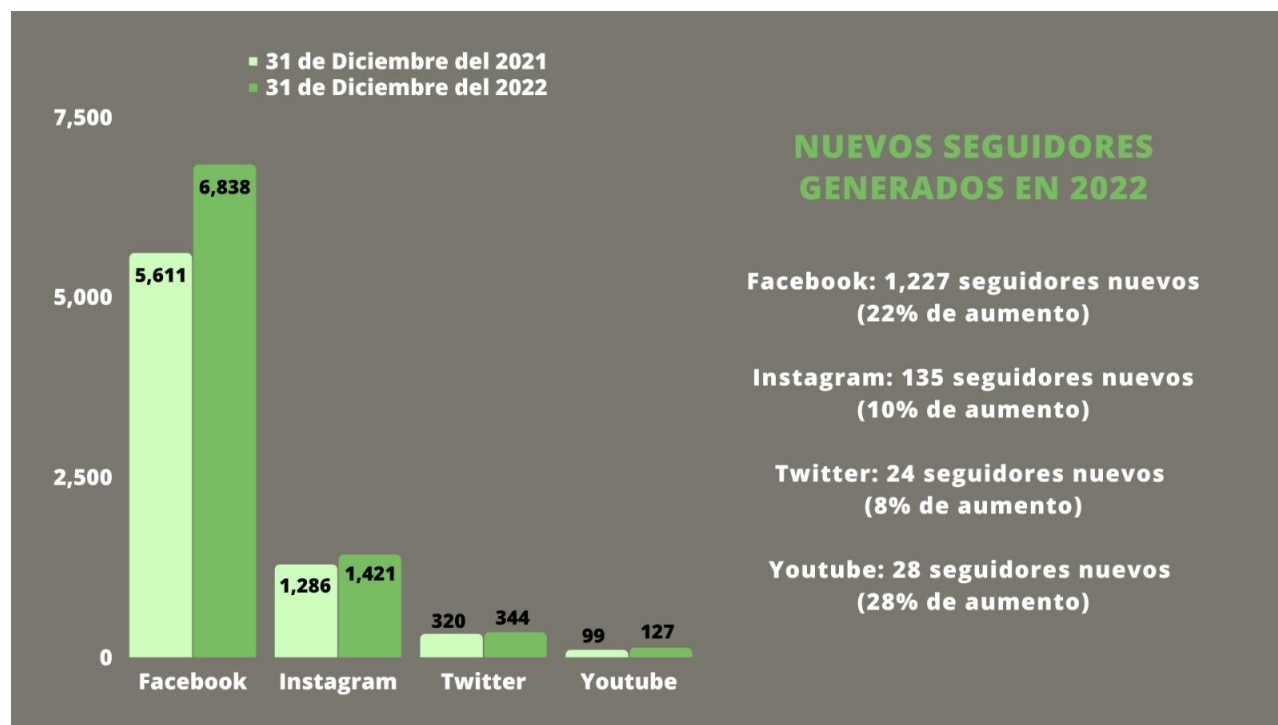 31 de Diciembre del 2021
31 de Diciembre del 2022
7,500
5,000
2,500
0
5,611
6,838
1,286
1,421
320
344
99
127
Facebook
Instagram
Twitter
Youtube
NUEVOS SEGUIDORES
GENERADOS EN 2022
Facebook: 1,227 seguidores nuevos
(22% de aumento)
Instagram: 135 seguidores nuevos
(10% de aumento)
Twitter: 24 seguidores nuevos
(8% de aumento)
Youtube: 28 seguidores nuevos
(28% de aumento)